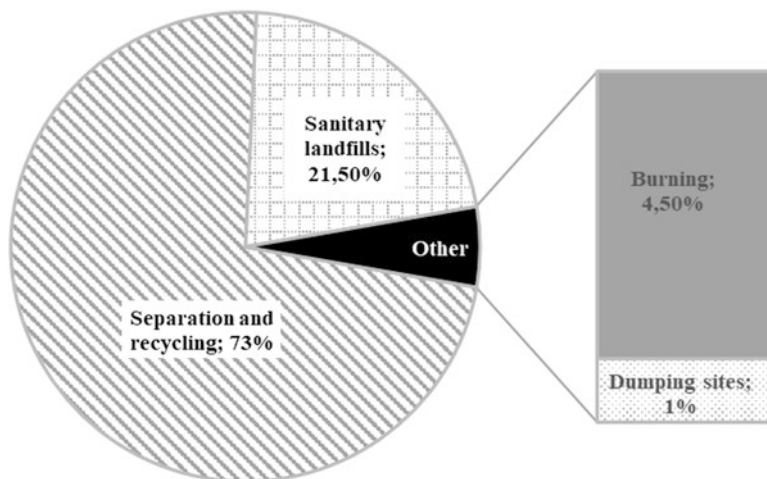 Sanitary
landfills;
21,50%
Other
Separation and
recycling; 73%
Burning;
4,50%
Dumping sites;
1%